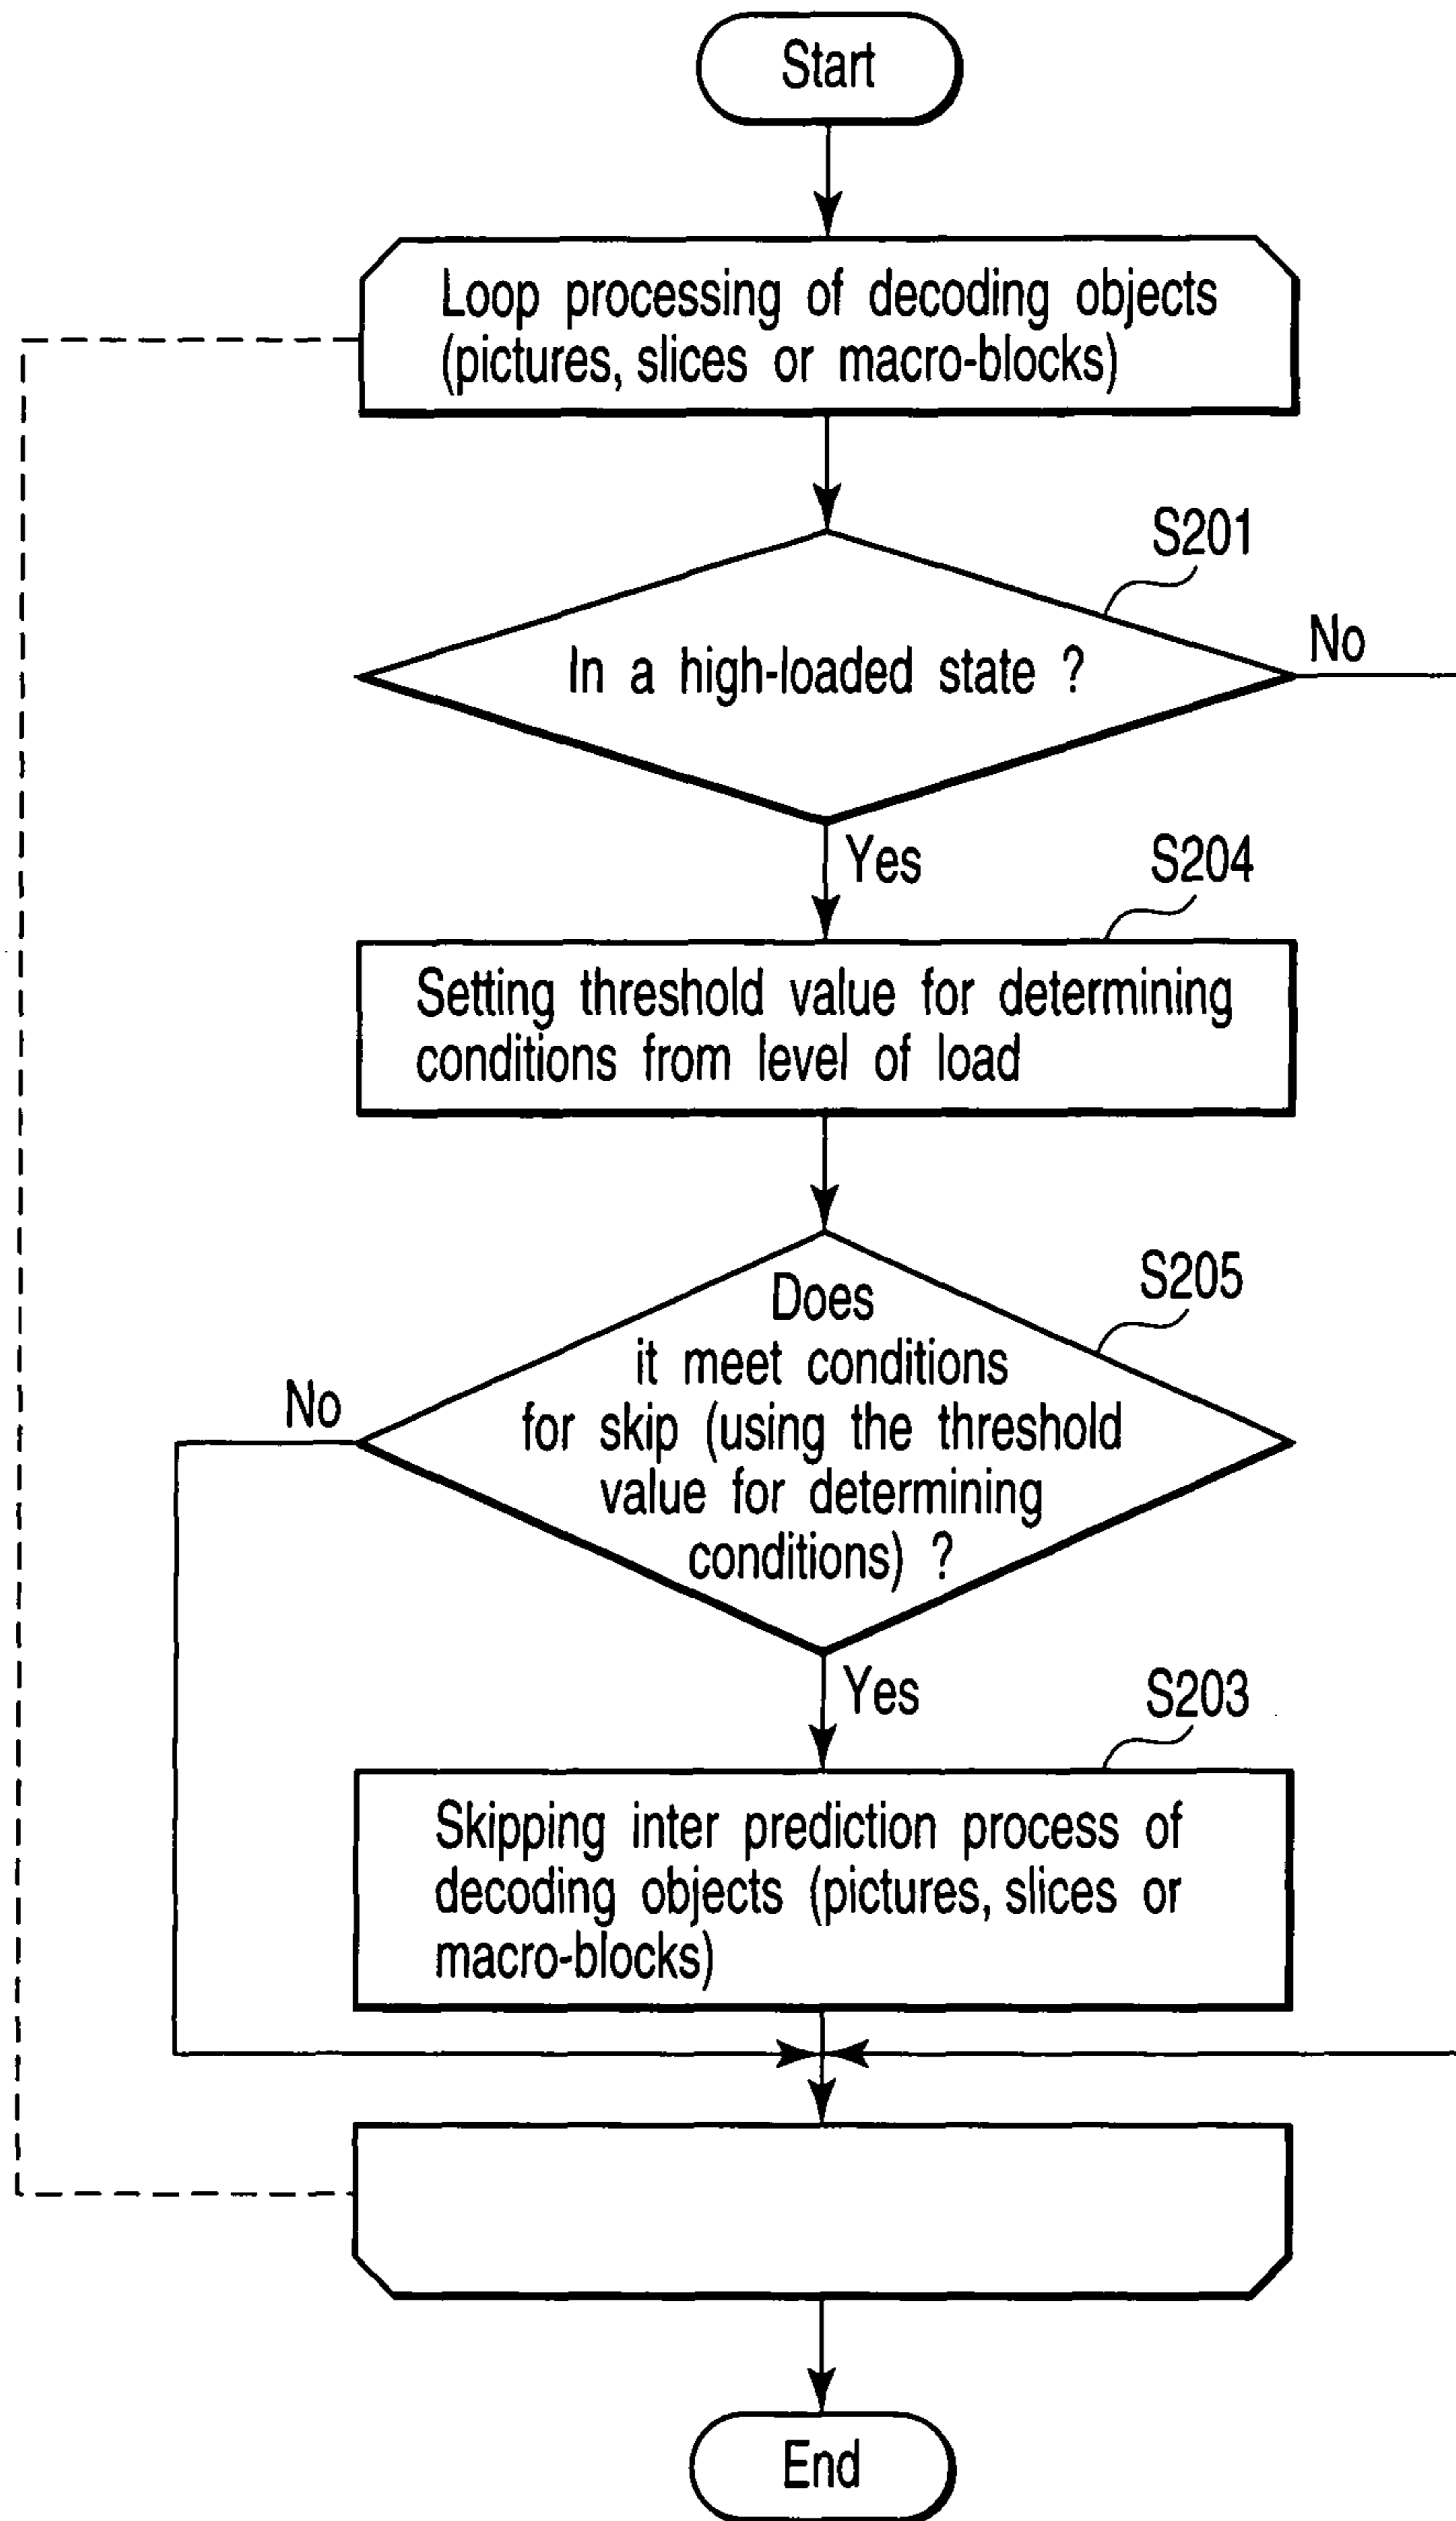 Start
Loop processing of decoding objects
(pictures, slices or macro-blocks)
S201
In a high-loaded state ?
No
Yes
S204
Setting threshold value for determining
conditions from level of load
S205
Does
it meet conditions
for skip (using the threshold
value for determining
conditions) ?
No
Yes
S203
Skipping inter prediction process of
decoding objects (pictures, slices or
macro-blocks)
End